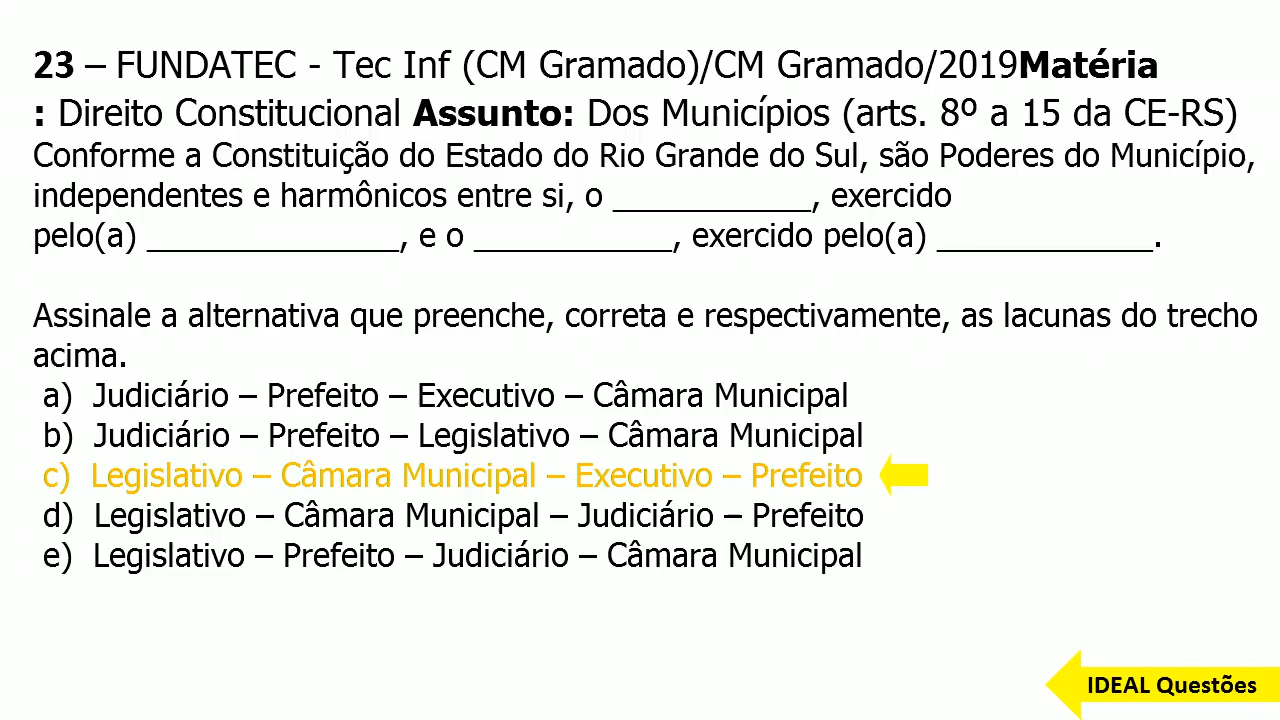 23 – FUNDATEC - Tec Inf (CM Gramado)/CM Gramado/2019Matéria
: Direito Constitucional Assunto: Dos Municípios (arts. 8º a 15 da CE-RS)
Conforme a Constituição do Estado do Rio Grande do Sul, são Poderes do Município,
independentes e harmônicos entre si, o ___________, exercido
pelo(a) ______________, e o ___________, exercido pelo(a) ____________.
Assinale a alternativa que preenche, correta e respectivamente, as lacunas do trecho
acima.
a) Judiciário – Prefeito – Executivo – Câmara Municipal
b) Judiciário – Prefeito – Legislativo – Câmara Municipal
c) Legislativo – Câmara Municipal – Executivo – Prefeito
d) Legislativo – Câmara Municipal – Judiciário – Prefeito
e) Legislativo – Prefeito – Judiciário – Câmara Municipal
IDEAL Questões